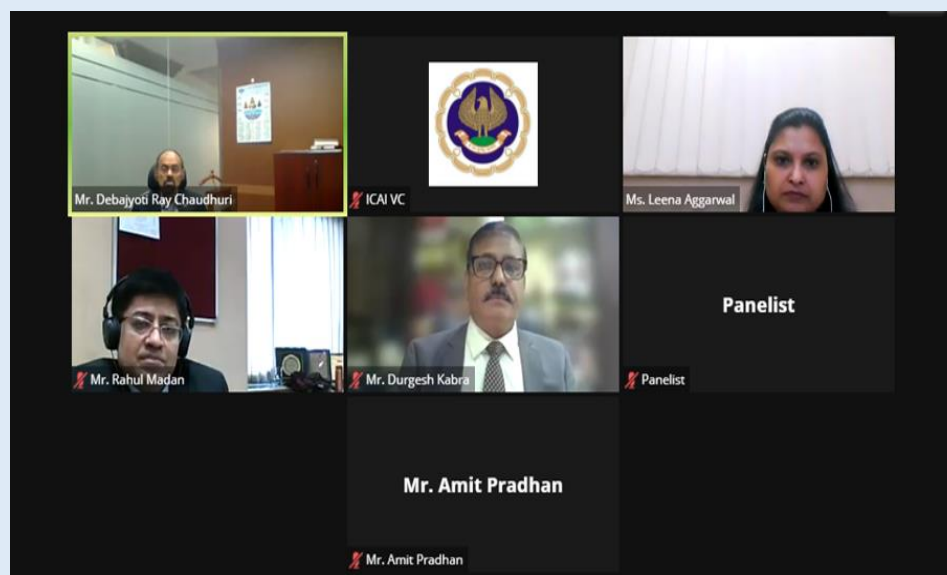 Mr. Debajyoti Ray Chaudhuri
ICAI VC
Ms. Leena Aggarwal
Mr. Rahul Madan
Mr. Durgesh Kabra
Panelist
Panelist
Mr. Amit Pradhan
Mr. Amit Pradhan